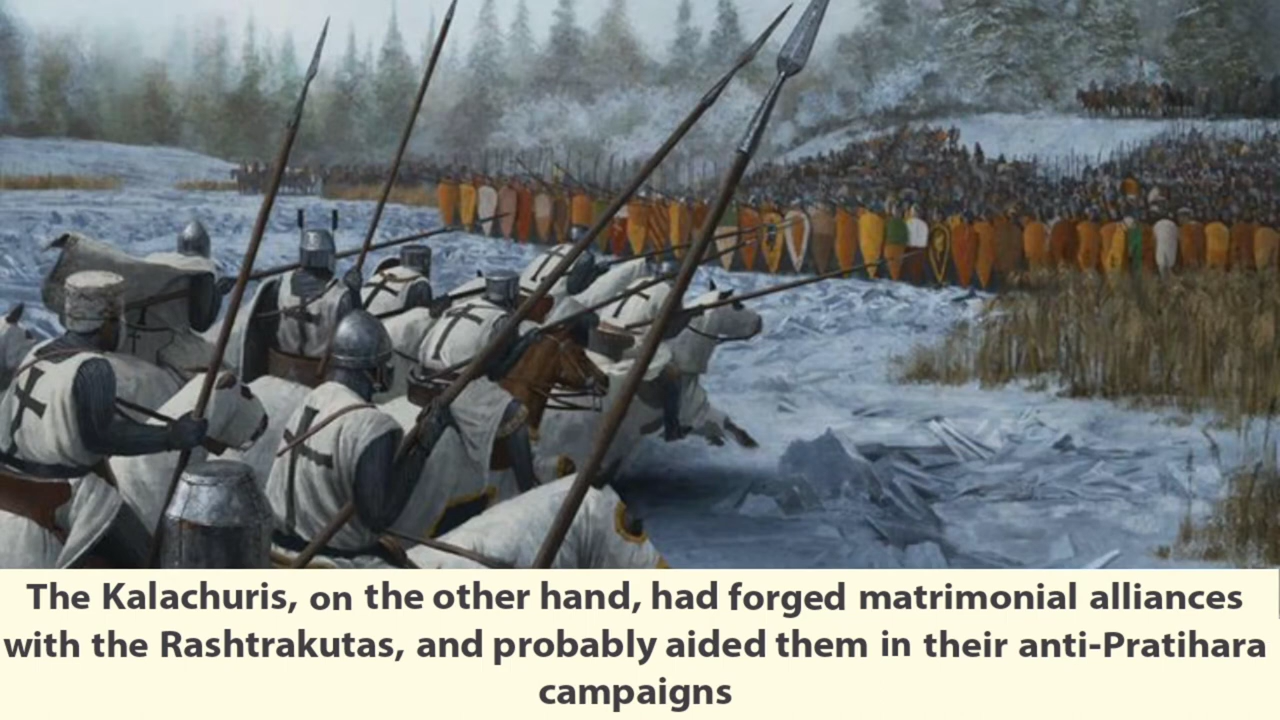 The Kalachuris, on the other hand, had forged matrimonial alliances
with the Rashtrakutas, and probably aided them in their anti-Pratihara
campaigns